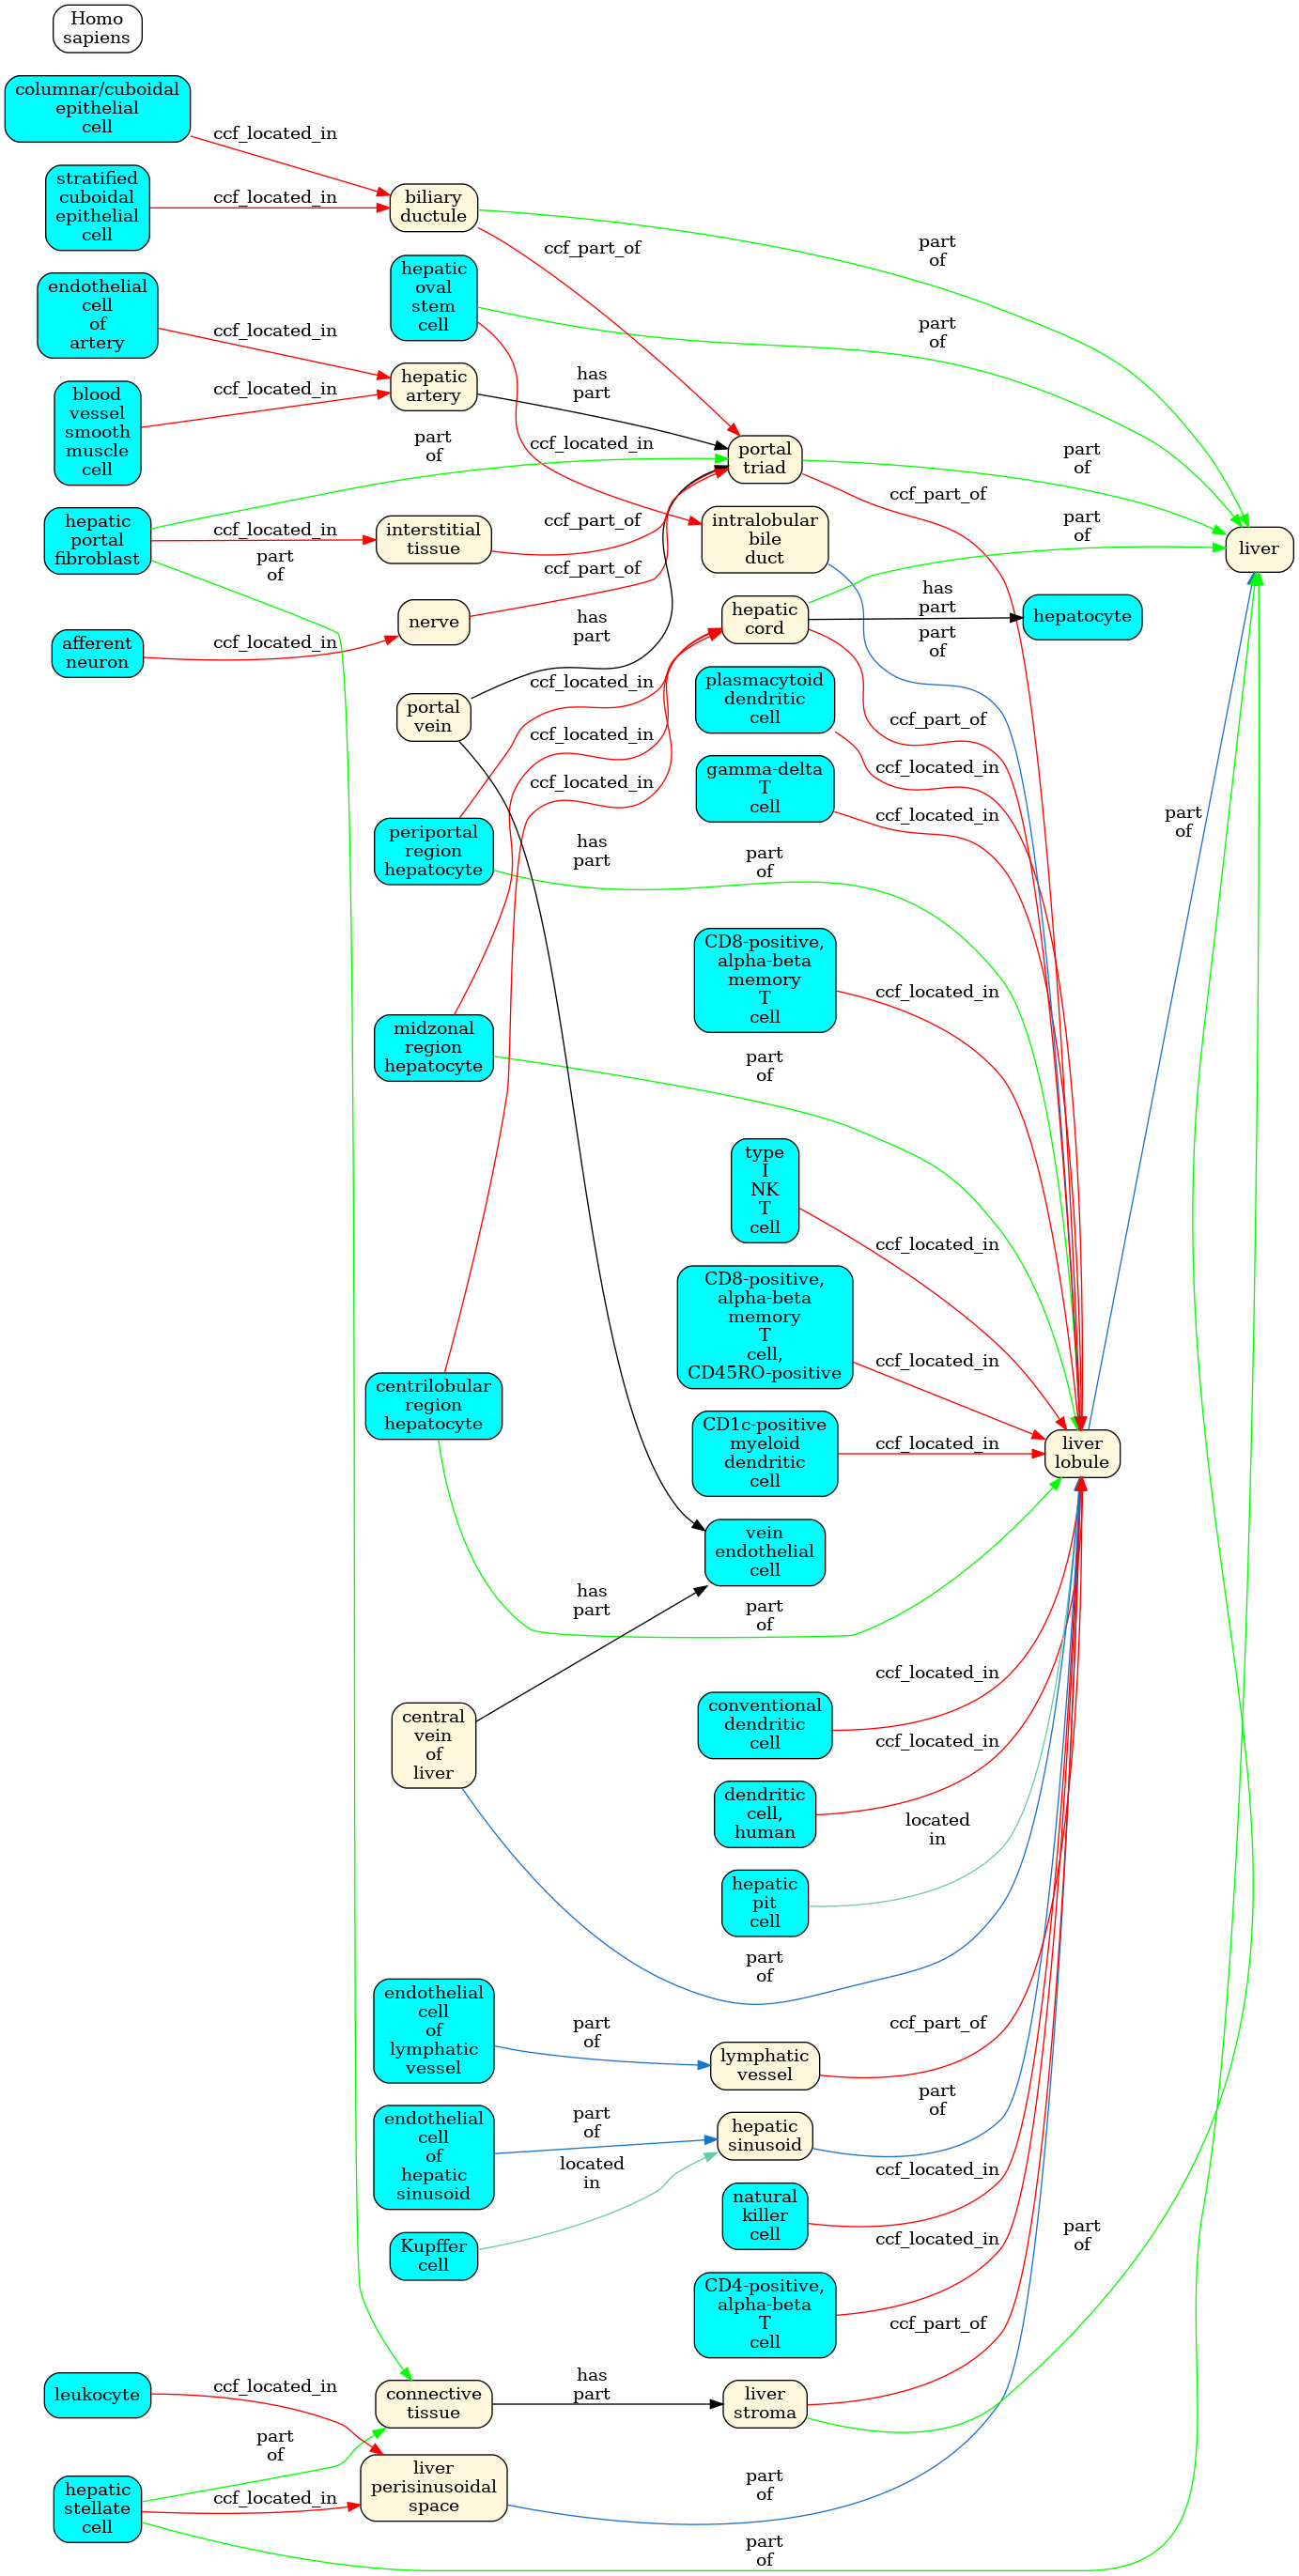 Homo
sapiens
columnar/cuboidal
epithelial
cell
ccf_located_in
stratified
cuboidal
epithelial
cell
ccf_located_in
biliary
ductule
ccf_part_of
part
of
hepatic
oval
stem
cell
part
of
endothelial
cell
of
artery
ccf_located_in
blood
vessel
smooth
muscle
cell
ccf_located_in
hepatic
artery
has
part
ccf_located_in
portal
triad
part
of
ccf_part_of
part
of
hepatic
portal
fibroblast
ccf_located_in
part
of
interstitial
tissue
ccf_part_of
intralobular
bile
duct
part
of
liver
afferent
neuron
ccf_located_in
nerve
ccf_part_of
has
part
hepatic
cord
part
of
has
part
hepatocyte
ccf_part_of
portal
vein
has
part
ccf_located_in
ccf_located_in
ccf_located_in
plasmacytoid
dendritic
cell
ccf_located_in
gamma-delta
T
cell
ccf_located_in
part
of
periportal
region
hepatocyte
part
of
CD8-positive,
alpha-beta
memory
T
cell
ccf_located_in
midzonal
region
hepatocyte
part
of
type
I
NK
T
cell
ccf_located_in
CD8-positive,
alpha-beta
memory
T
cell,
CD45RO-positive
ccf_located_in
centrilobular
region
hepatocyte
CD1c-positive
myeloid
dendritic
cell
ccf_located_in
liver
lobule
vein
endothelial
cell
has
part
part
of
central
vein
of
liver
conventional
dendritic
cell
ccf_located_in
dendritic
cell,
human
ccf_located_in
hepatic
pit
cell
located
in
part
of
endothelial
cell
of
lymphatic
vessel
part
of
lymphatic
vessel
ccf_part_of
endothelial
cell
of
hepatic
sinusoid
part
of
hepatic
sinusoid
part
of
Kupffer
cell
located
in
natural
killer
cell
ccf_located_in
CD4-positive,
alpha-beta
T
cell
ccf_located_in
part
of
leukocyte
ccf_located_in
connective
tissue
has
part
liver
stroma
ccf_part_of
hepatic
stellate
cell
part
of
ccf_located_in
liver
perisinusoidal
space
part
of
part
of